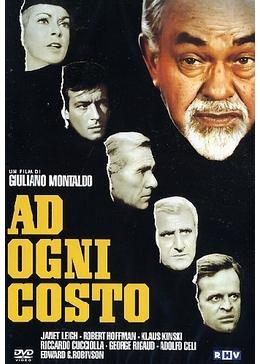 UN FILM DI
GIULIANO MONTALDO
AD
OGNI
COSTO
JANET LEIGH - ROBERT HOFFMAN - KLAUS KINSKI
RICCARDO CUCCIOLLA - GEORGE RIGAUD - ADOLFO CELI
EDWARD G. ROBINSON
DVD
VIDEO
RHV